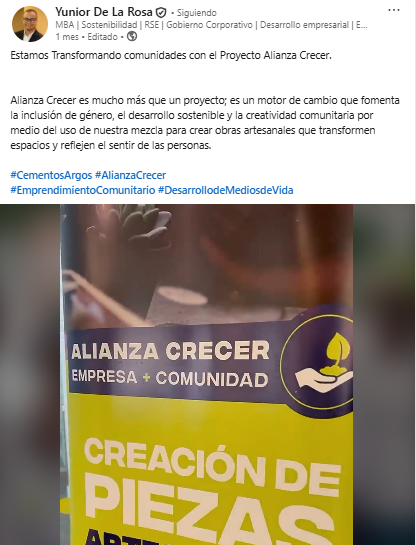 Yunior De La Rosa • Siguiendo
MBA | Sostenibilidad | RSE | Gobierno Corporativo | Desarrollo empresarial | E...
1 mes • Editado •
Estamos Transformando comunidades con el Proyecto Alianza Crecer.
Alianza Crecer es mucho más que un proyecto; es un motor de cambio que fomenta
la inclusión de género, el desarrollo sostenible y la creatividad comunitaria por
medio del uso de nuestra mezcla para crear obras artesanales que transformen
espacios y reflejen el sentir de las personas.
#CementosArgos #AlianzaCrecer
#EmprendimientoComunitario #DesarrollodeMediosdeVida
ALIANZA CRECER
EMPRESA + COMUNIDAD
CREACIÓN DE
PIEZAS